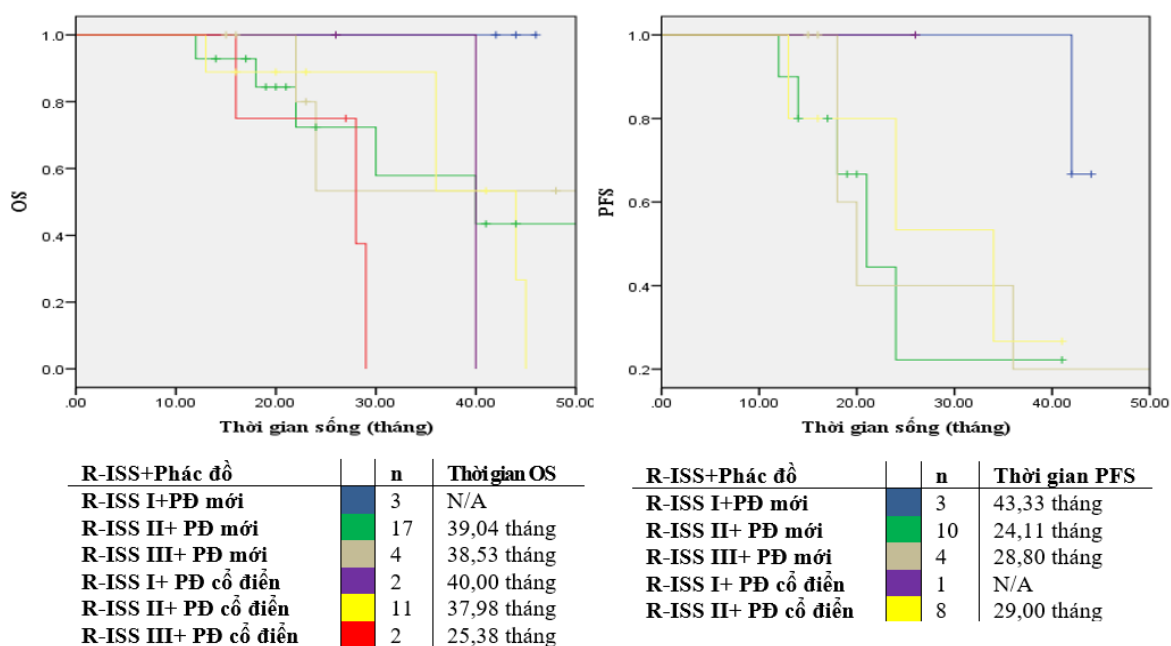 OS
1.0
0.8
0.6
0.4
0.2
0.0
.00 10.00 20.00 30.00 40.00 50.00
Thời gian sống (tháng)
PFS
1.0
0.8
0.6
0.4
0.2
.00 10.00 20.00 30.00 40.00 50.00
Thời gian sống (tháng)
R-ISS+Phác đồ n Thời gian OS
R-ISS I+PĐ mới 3 N/A
R-ISS II+ PĐ mới 17 39,04 tháng
R-ISS III+ PĐ mới 4 38,53 tháng
R-ISS I+ PĐ cổ điển 2 40,00 tháng
R-ISS II+ PĐ cổ điển 11 37,98 tháng
R-ISS III+ PĐ cổ điển 2 25,38 tháng
R-ISS+Phác đồ n Thời gian PFS
R-ISS I+PĐ mới 3 43,33 tháng
R-ISS II+ PĐ mới 10 24,11 tháng
R-ISS III+ PĐ mới 4 28,80 tháng
R-ISS I+ PĐ cổ điển 1 N/A
R-ISS II+ PĐ cổ điển 8 29,00 tháng